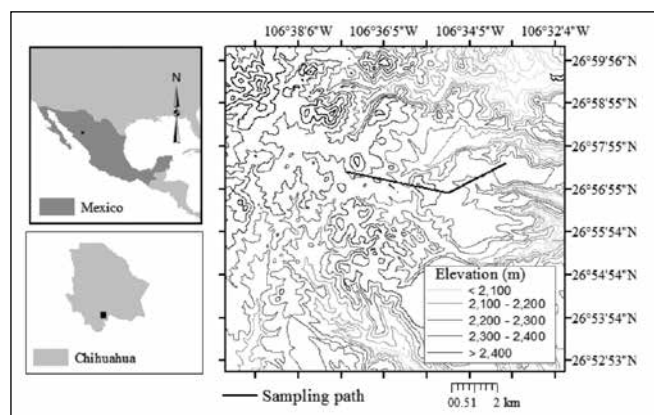 106°38'6"W 106°36'5"W 106°34'5"W 106°32'4"W
N
S
Mexico
Chihuahua
26°59'56"N
26°58'55"N
26°57'55"N
26°56'55"N
26°55'54"N
26°54'54"N
26°53'54"N
26°52'53"N
Elevation (m)
< 2,100
2,100 - 2,200
2,200 - 2,300
2,300 - 2,400
> 2,400
Sampling path
00.51 2 km